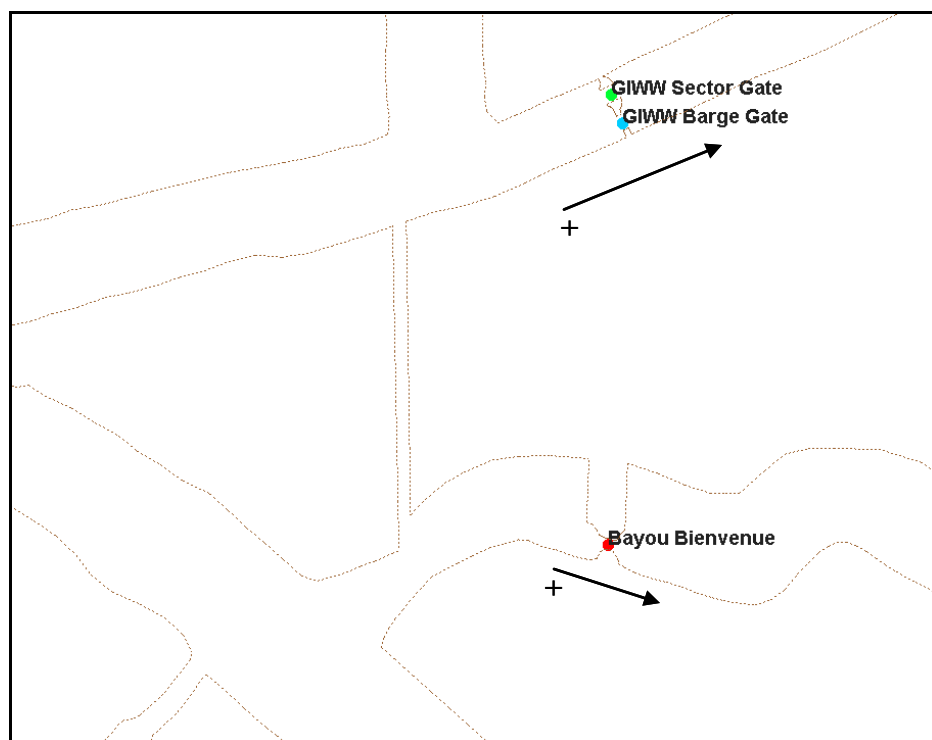 GIWW Sector Gate
GIWW Barge Gate
+
Bayou Bienvenue
+